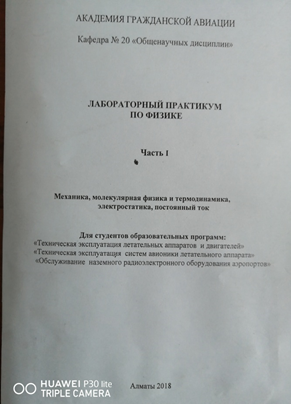 АКАДЕМИЯ ГРАЖДАНСКОЙ АВИАЦИИ
Кафедра № 20 «Общенаучных дисциплин»
ЛАБОРАТОРНЫЙ ПРАКТИКУМ
ПО ФИЗИКЕ
Часть 1
Механика, молекулярная физика и термодинамика,
электростатика, постоянный ток
Для студентов образовательных программ:
«Техническая эксплуатация летательных аппаратов и двигателей»
«Техническая эксплуатация систем авионики летательного аппарата»
«Обслуживание наземного радиоэлектронного оборудования аэропортов»
Алматы 2018
HUAWEI P30 lite
TRIPLE CAMERA